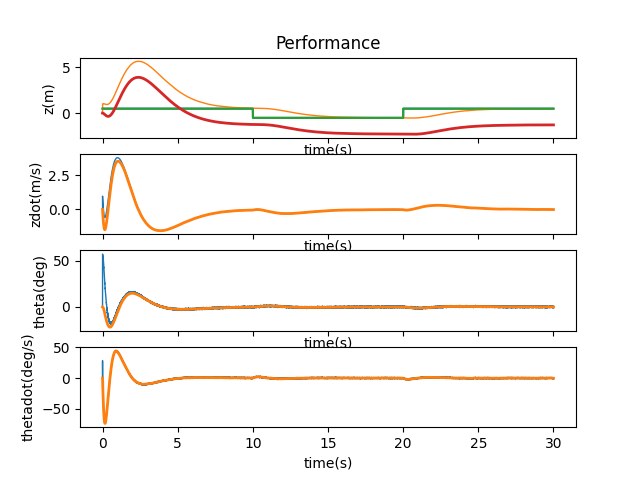 Performance
z(m)
5
0
time(s)
zdot(m/s)
2.5
0.0
time(s)
theta(deg)
50
0
time(s)
thetadot(deg/s)
50
0
−50
0 5 10 15 20 25 30
time(s)